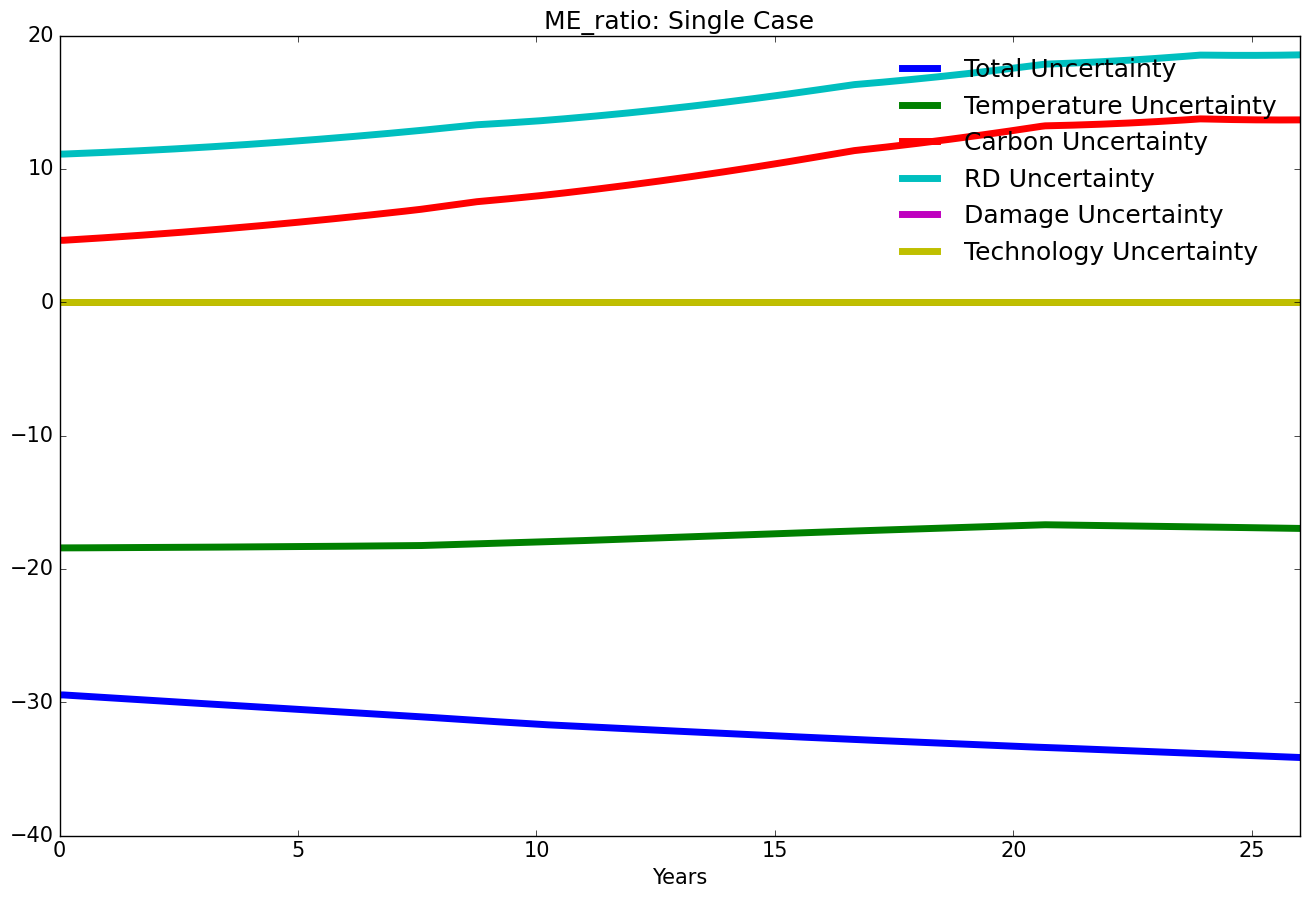 ME_ratio: Single Case
20
10
0
−10
−20
−30
−40
Total Uncertainty
Temperature Uncertainty
Carbon Uncertainty
RD Uncertainty
Damage Uncertainty
Technology Uncertainty
0 5 10 15 20 25
Years